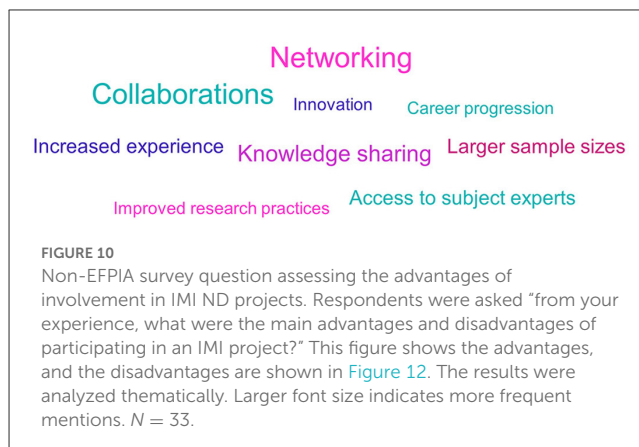 Networking
Collaborations
Innovation
Career progression
Increased experience
Knowledge sharing
Larger sample sizes
Improved research practices
Access to subject experts
FIGURE 10
Non-EFPIA survey question assessing the advantages of
involvement in IMI ND projects. Respondents were asked “from your
experience, what were the main advantages and disadvantages of
participating in an IMI project?” This figure shows the advantages,
and the disadvantages are shown in Figure 12. The results were
analyzed thematically. Larger font size indicates more frequent
mentions. N = 33.